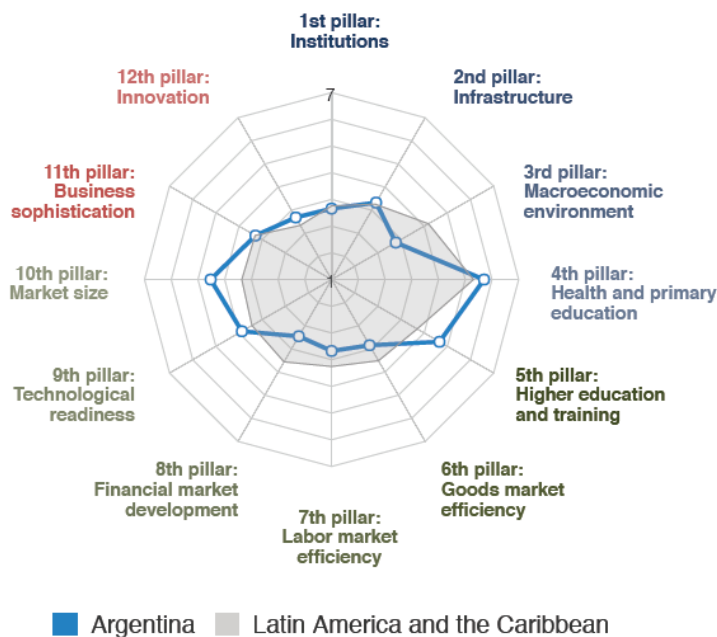 1st pillar:
Institutions
2nd pillar:
Infrastructure
3rd pillar:
Macroeconomic
environment
4th pillar:
Health and primary
education
5th pillar:
Higher education
and training
6th pillar:
Goods market
efficiency
7th pillar:
Labor market
efficiency
8th pillar:
Financial market
development
9th pillar:
Technological
readiness
10th pillar:
Market size
11th pillar:
Business
sophistication
12th pillar:
Innovation
7
1
Argentina
Latin America and the Caribbean